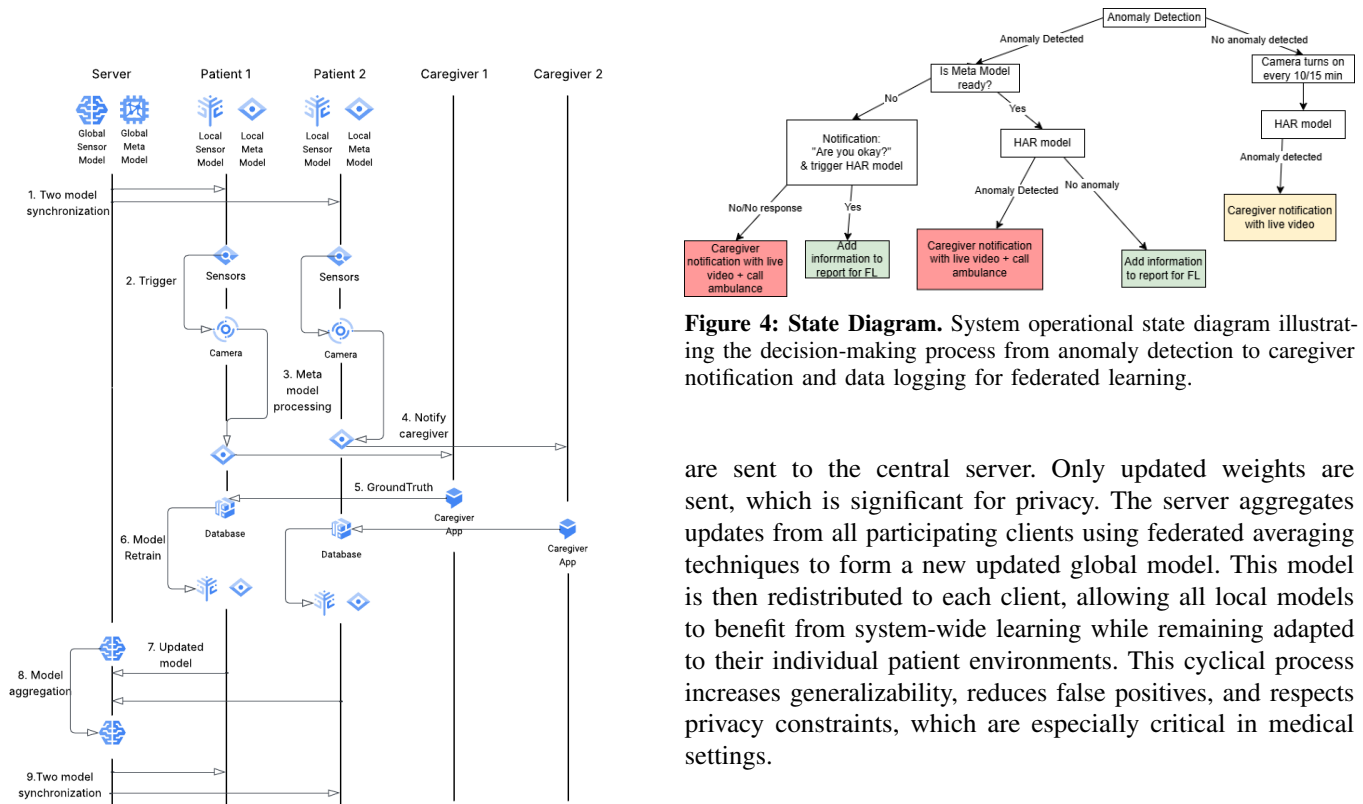 Server
Patient 1
Patient 2
Caregiver 1
Caregiver 2
Global
Sensor
Model
Global
Meta
Model
Local
Sensor
Model
Local
Meta
Model
Local
Sensor
Model
Local
Meta
Model
1. Two model
synchronization
2. Trigger
Sensors
Sensors
Camera
Camera
3. Meta
model
processing
4. Notify
caregiver
5. GroundTruth
Caregiver
App
Database
6. Model
Retrain
Database
Caregiver
App
7. Updated
model
8. Model
aggregation
9.Two model
synchronization
Anomaly Detection
Anomaly Detected
No anomaly detected
Is Meta Model
ready?
Camera turns on
every 10/15 min
No
Yes
Notification:
"Are you okay?"
& trigger HAR model
HAR model
HAR model
Anomaly detected
Anomaly Detected
No anomaly
No/No response
Yes
Caregiver notification
with live video
Caregiver
notification with live
video + call
ambulance
Add
inforrmation to
report for FL
Caregiver notification
with live video + call
ambulance
Add information
to report for FL
Figure 4: State Diagram. System operational state diagram illustrat-
ing the decision-making process from anomaly detection to caregiver
notification and data logging for federated learning.
are sent to the central server. Only updated weights are
sent, which is significant for privacy. The server aggregates
updates from all participating clients using federated averaging
techniques to form a new updated global model. This model
is then redistributed to each client, allowing all local models
to benefit from system-wide learning while remaining adapted
to their individual patient environments. This cyclical process
increases generalizability, reduces false positives, and respects
privacy constraints, which are especially critical in medical
settings.